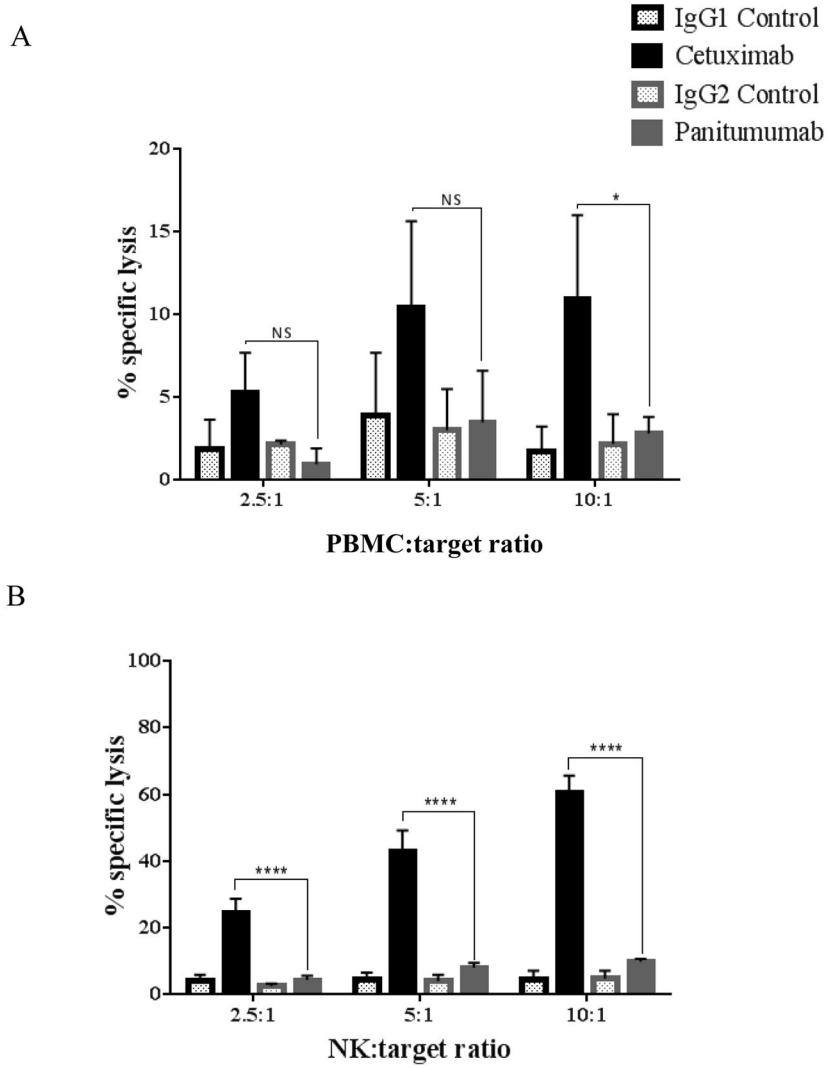 A
IgG1 Control
Cetuximab
IgG2 Control
Panitumumab
20
15
10
5
0
% specific lysis
NS
NS
*
2.5:1
5:1
10:1
PBMC:target ratio
B
100
80
60
40
20
0
% specific lysis
****
****
****
2.5:1
5:1
10:1
NK:target ratio